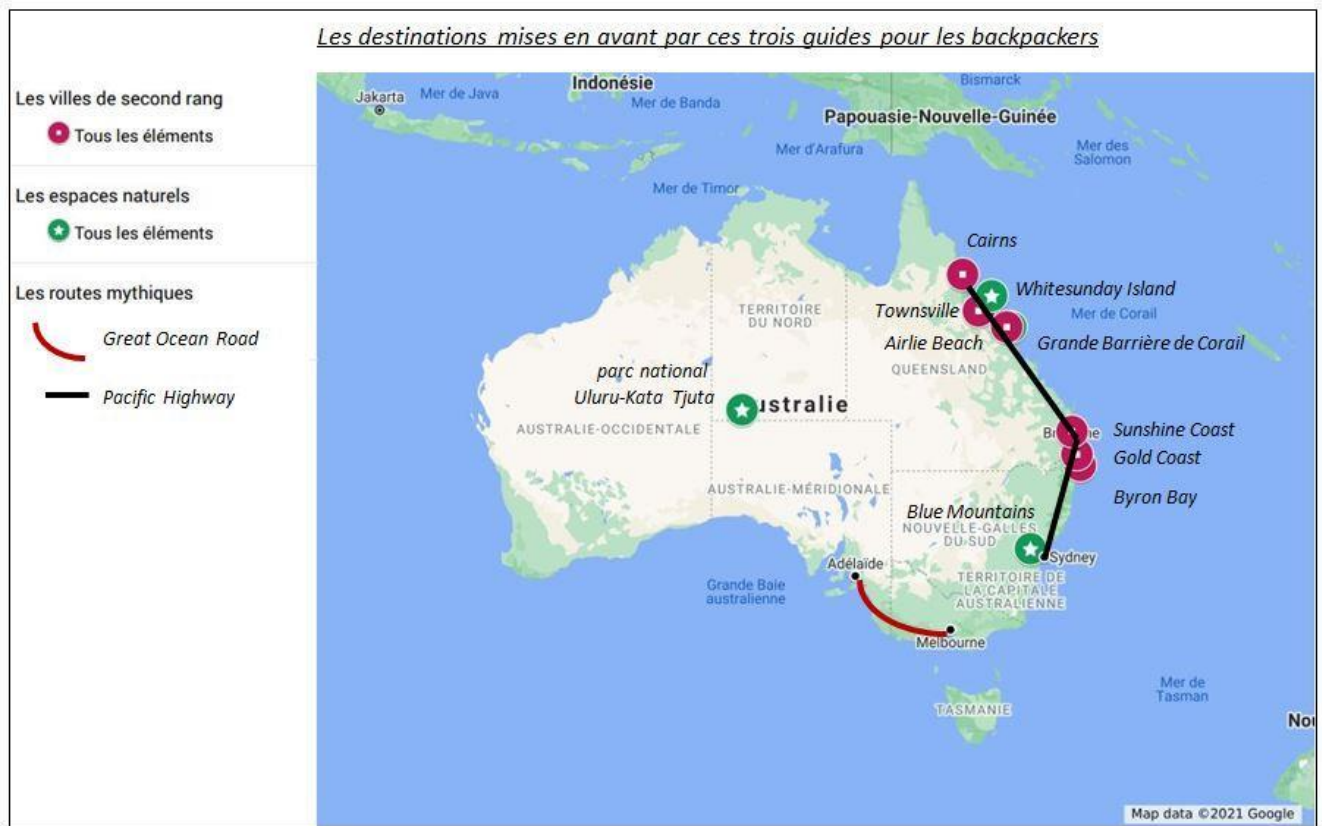 Les destinations mises en avant par ces trois guides pour les backpackers
Les villes de second rang
Tous les éléments
Les espaces naturels
Tous les éléments
Les routes mythiques
Great Ocean Road
Pacific Highway
Indonésie
Bismarck
Jakarta
Mer de Java
Mer de Banda
Papouasie-Nouvelle-Guinée
Mer d'Arafura
Mer des
Salomon
Mer de Timor
Cairns
Whitesunday Island
TERRITOIRE
DU NORD
Townsville
Mer de Corail
Airlie Beach
Grande Barrière de Corail
QUEENSLAND
parc national
Uluru-Kata Tjuta
ustralie
AUSTRALIE-OCCIDENTALE
Sunshine Coast
Gold Coast
AUSTRALIE-MÉRIDIONALE
Byron Bay
Blue Mountains
NOUVELLE-GALLES
DU SUD
Sydney
Adélaïde
TERRITOIRE DE
LA CAPITALE
AUSTRALIENNE
Grande Baie
australienne
Melbourne
Mer de
Tasman
TASMANIE
Nou
Map data ©2021 Google